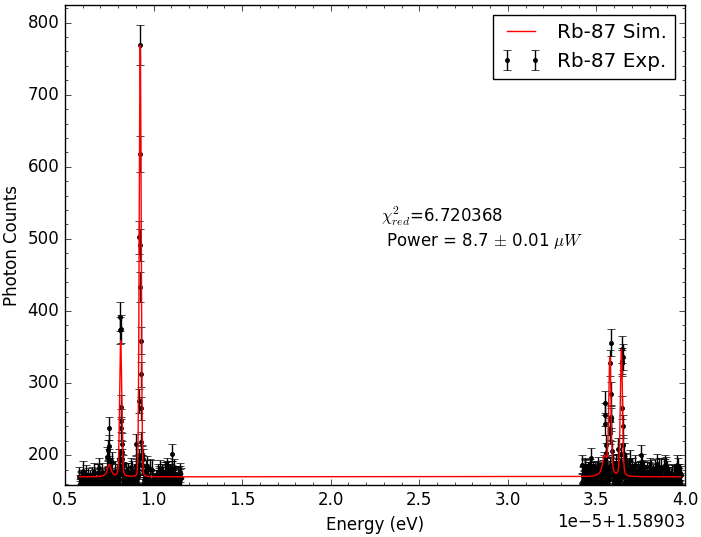 800
700
600
500
400
300
200
Photon Counts
Rb-87 Sim.
Rb-87 Exp.
χ²_red=6.720368
Power = 8.7 ± 0.01 μW
0.5 1.0 1.5 2.0 2.5 3.0 3.5 4.0
Energy (eV)
1e−5+1.58903